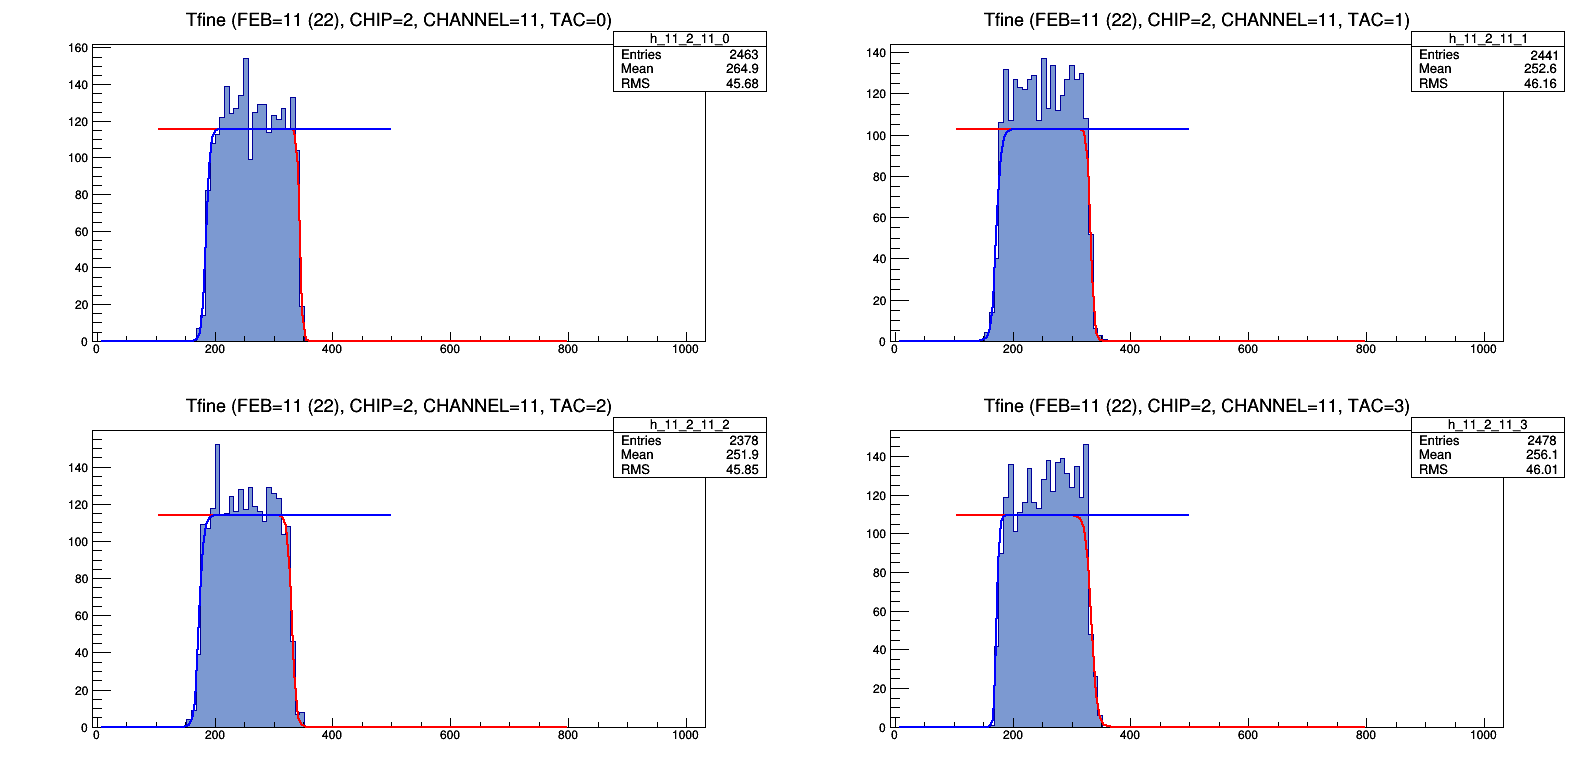 Tfine (FEB=11 (22), CHIP=2, CHANNEL=11, TAC=0)
h_11_2_11_0
Entries 2463
Mean 264.9
RMS 45.68
160
140
120
100
80
60
40
20
0
0 200 400 600 800 1000
Tfine (FEB=11 (22), CHIP=2, CHANNEL=11, TAC=1)
h_11_2_11_1
Entries 2441
Mean 252.6
RMS 46.16
140
120
100
80
60
40
20
0
0 200 400 600 800 1000
Tfine (FEB=11 (22), CHIP=2, CHANNEL=11, TAC=2)
h_11_2_11_2
Entries 2378
Mean 251.9
RMS 45.85
140
120
100
80
60
40
20
0
0 200 400 600 800 1000
Tfine (FEB=11 (22), CHIP=2, CHANNEL=11, TAC=3)
h_11_2_11_3
Entries 2478
Mean 256.1
RMS 46.01
140
120
100
80
60
40
20
0
0 200 400 600 800 1000